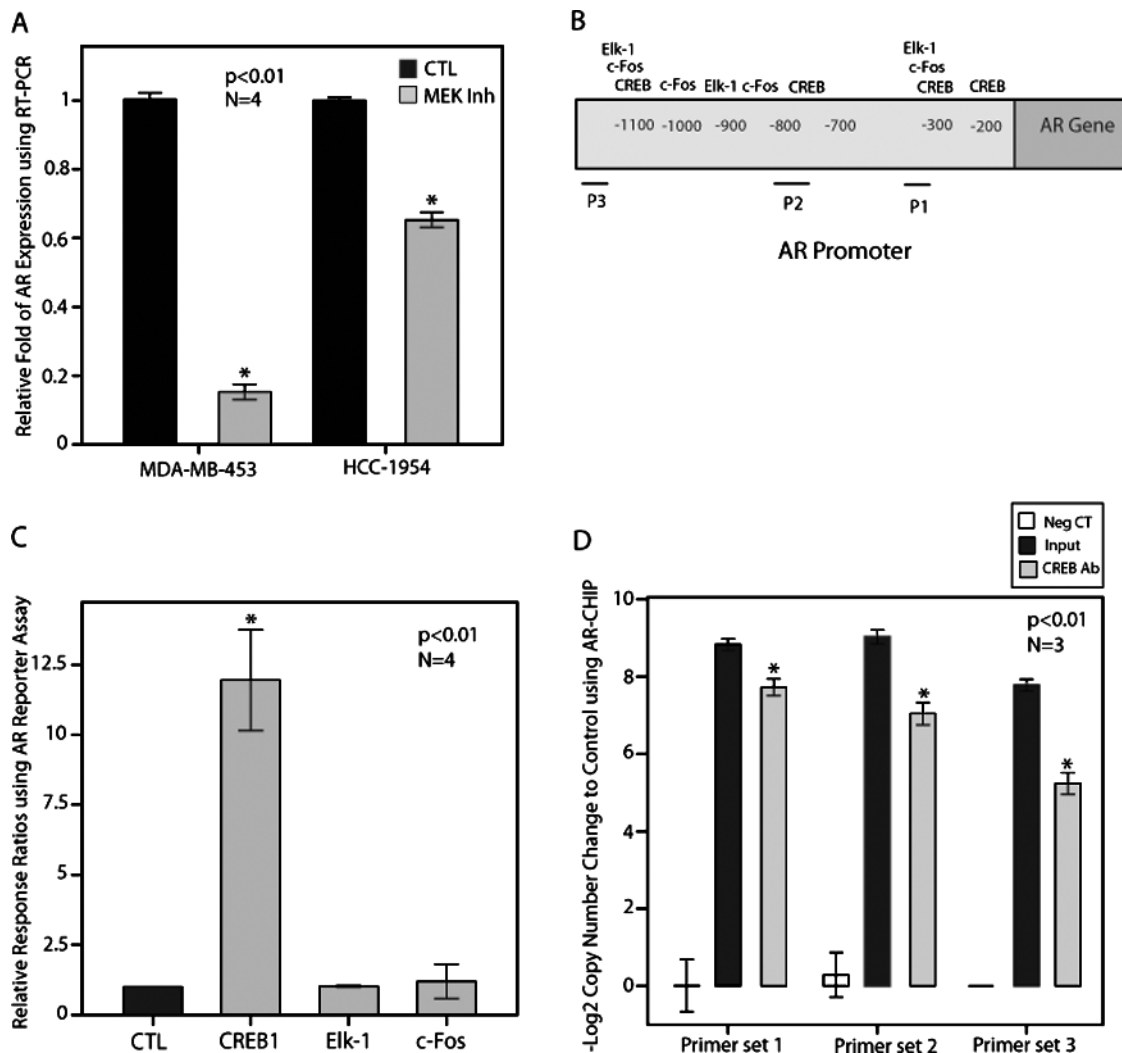 A
Relative Fold of AR Expression using RT-PCR
1
0.8
0.6
0.4
0.2
0
p<0.01
N=4
CTL
MEK Inh
*
*
MDA-MB-453
HCC-1954
B
Elk-1
c-Fos
CREB
c-Fos
Elk-1
c-Fos
CREB
Elk-1
c-Fos
CREB
CREB
-1100
-1000
-900
-800
-700
-300
-200
AR Gene
P3
P2
P1
AR Promoter
C
Relative Response Ratios using AR Reporter Assay
12.5
10
7.5
5
2.5
0
*
p<0.01
N=4
CTL
CREB1
Elk-1
c-Fos
D
Neg CT
Input
CREB Ab
-Log2 Copy Number Change to Control using AR-CHIP
10
8
6
4
2
0
p<0.01
N=3
*
*
*
Primer set 1
Primer set 2
Primer set 3